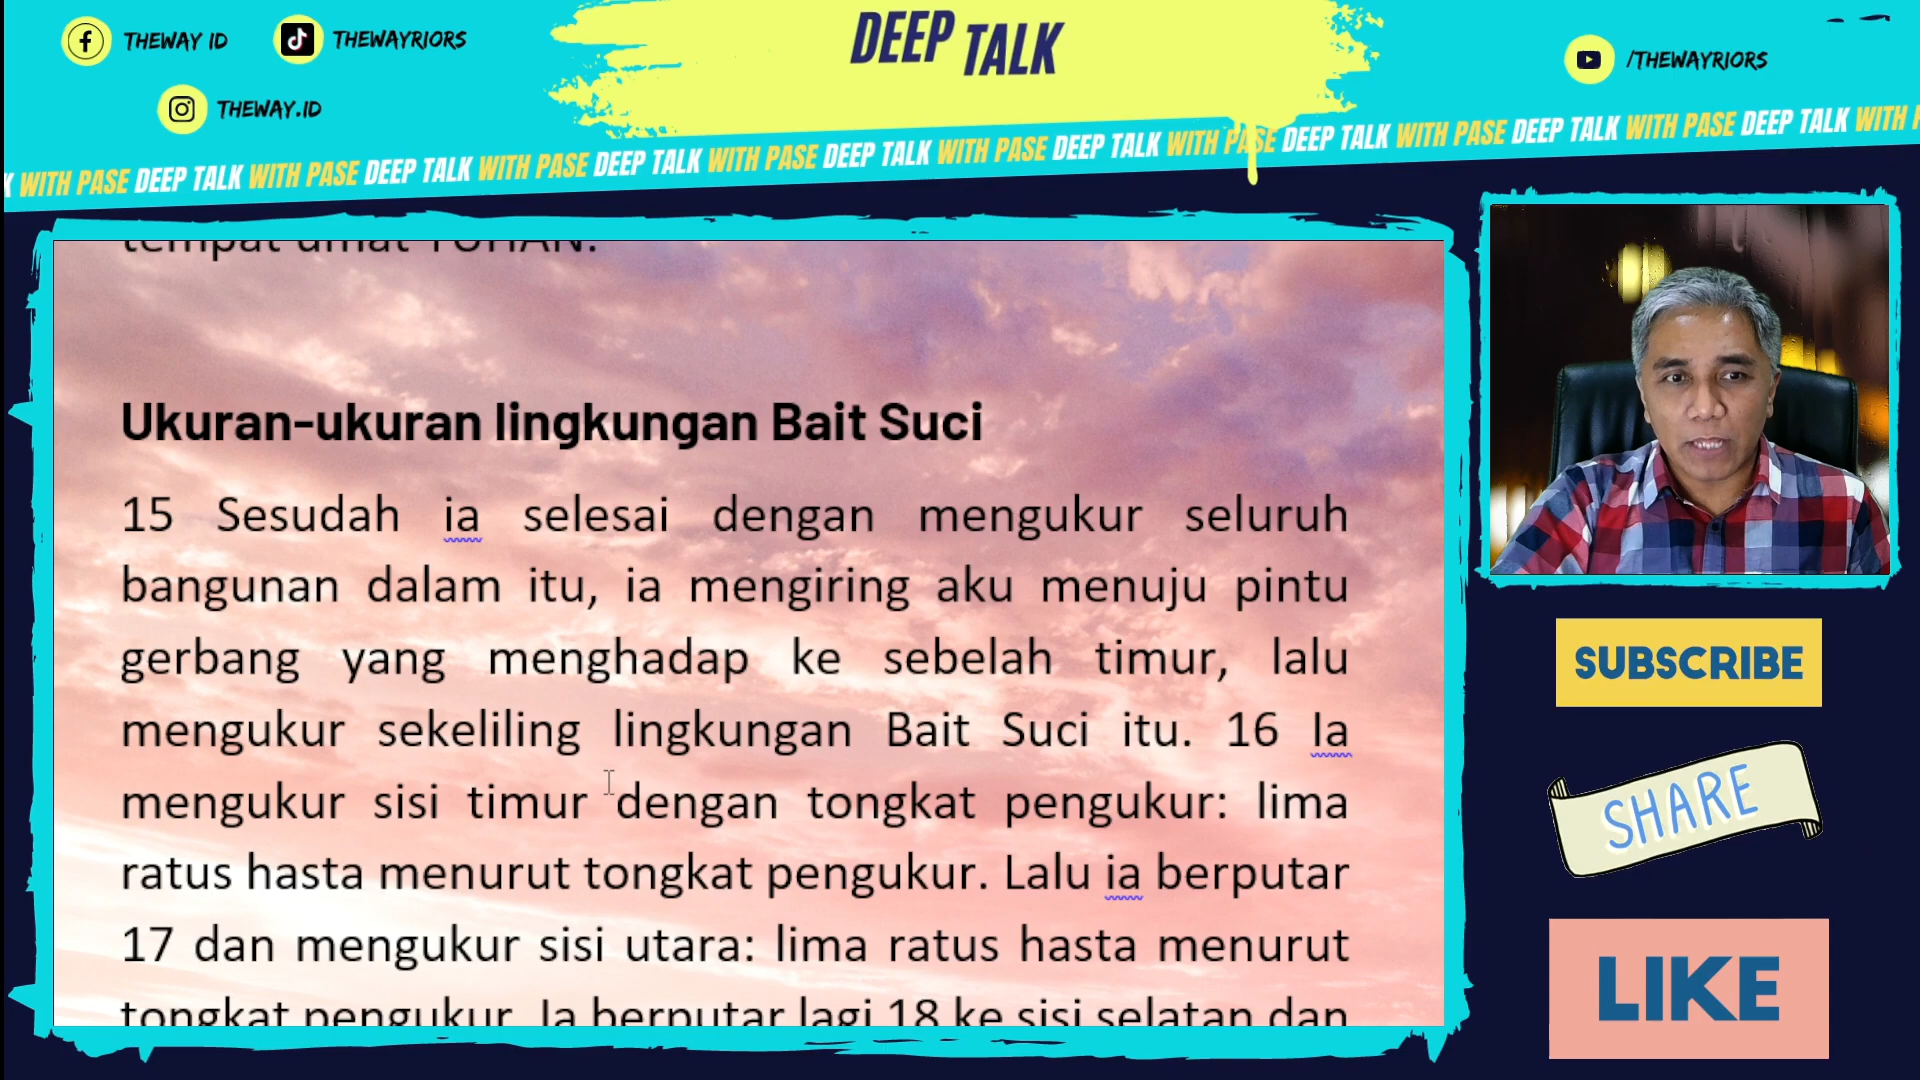 THEWAY ID
THEWAYRIORS
THEWAY.ID
DEEP TALK
/THEWAYRIORS
K WITH PASE DEEP TALK WITH PASE DEEP TALK WITH PASE DEEP TALK WITH PASE DEEP TALK WITH PASE DEEP TALK WITH PASE DEEP TALK WITH PASE DEEP TALK WITH PASE DEEP TALK WITH P
tempat umat TUHAN.
Ukuran-ukuran lingkungan Bait Suci
15 Sesudah ia selesai dengan mengukur seluruh
bangunan dalam itu, ia mengiring aku menuju pintu
gerbang yang menghadap ke sebelah timur, lalu
mengukur sekeliling lingkungan Bait Suci itu. 16 Ia
mengukur sisi timur dengan tongkat pengukur: lima
ratus hasta menurut tongkat pengukur. Lalu ia berputar
17 dan mengukur sisi utara: lima ratus hasta menurut
tongkat pengukur. Ia berputar lagi 18 ke sisi selatan dan
SUBSCRIBE
SHARE
LIKE